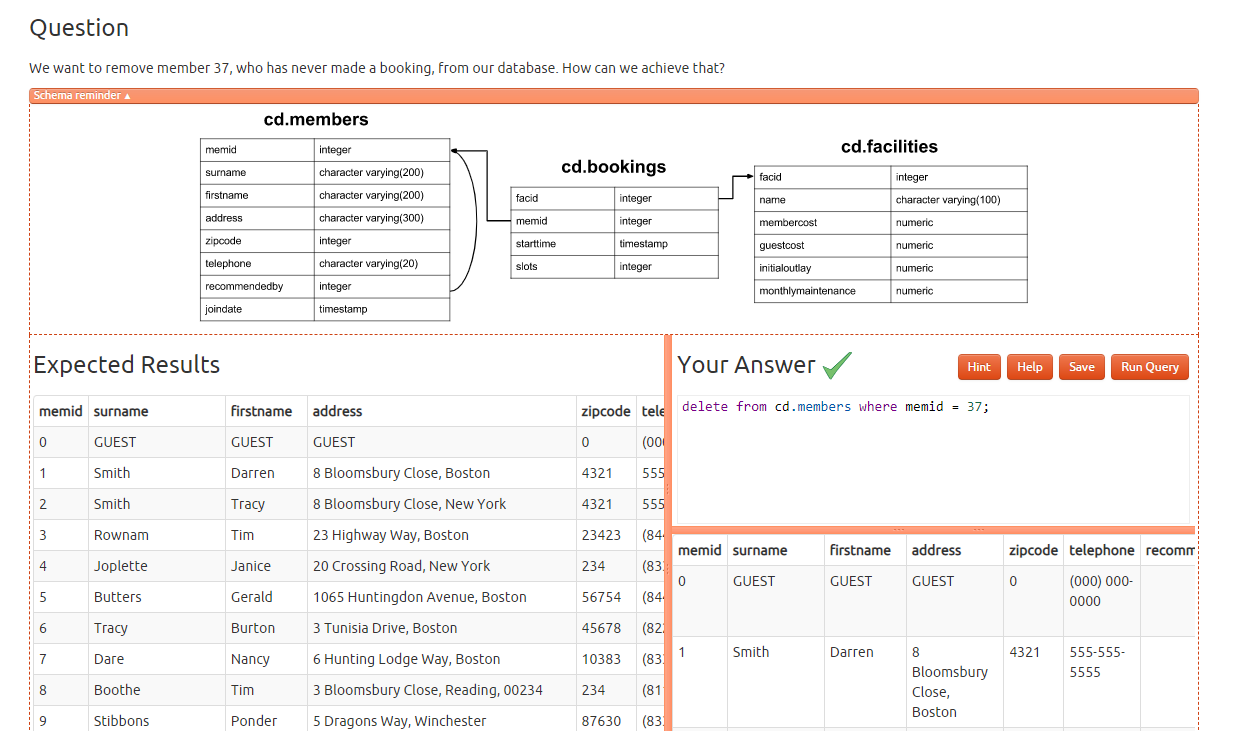 Question
We want to remove member 37, who has never made a booking, from our database. How can we achieve that?
Schema reminder ▲
cd.members
memid integer
surname character varying(200)
firstname character varying(200)
address character varying(300)
zipcode integer
telephone character varying(20)
recommendedby integer
joindate timestamp
cd.bookings
facid integer
memid integer
starttime timestamp
slots integer
cd.facilities
facid integer
name character varying(100)
membercost numeric
guestcost numeric
initialoutlay numeric
monthlymaintenance numeric
Expected Results
memid surname firstname address zipcode tele
0 GUEST GUEST GUEST 0 (00
1 Smith Darren 8 Bloomsbury Close, Boston 4321 555
2 Smith Tracy 8 Bloomsbury Close, New York 4321 555
3 Rownam Tim 23 Highway Way, Boston 23423 (84
4 Joplette Janice 20 Crossing Road, New York 234 (83
5 Butters Gerald 1065 Huntingdon Avenue, Boston 56754 (84
6 Tracy Burton 3 Tunisia Drive, Boston 45678 (82
7 Dare Nancy 6 Hunting Lodge Way, Boston 10383 (83
8 Boothe Tim 3 Bloomsbury Close, Reading, 00234 234 (81
9 Stibbons Ponder 5 Dragons Way, Winchester 87630 (83
Your Answer
Hint Help Save Run Query
delete from cd.members where memid = 37;
memid surname firstname address zipcode telephone recomm
0 GUEST GUEST GUEST 0 (000) 000-
0000
1 Smith Darren 8 4321 555-555-
Bloomsbury 5555
Close,
Boston